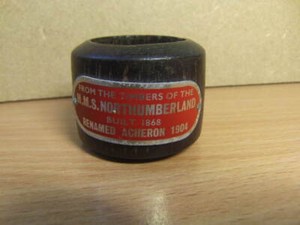 FROM THE TIMBERS OF THE
H.M.S. NORTHUMBERLAND
BUILT 1868
RENAMED ACHERON 1904